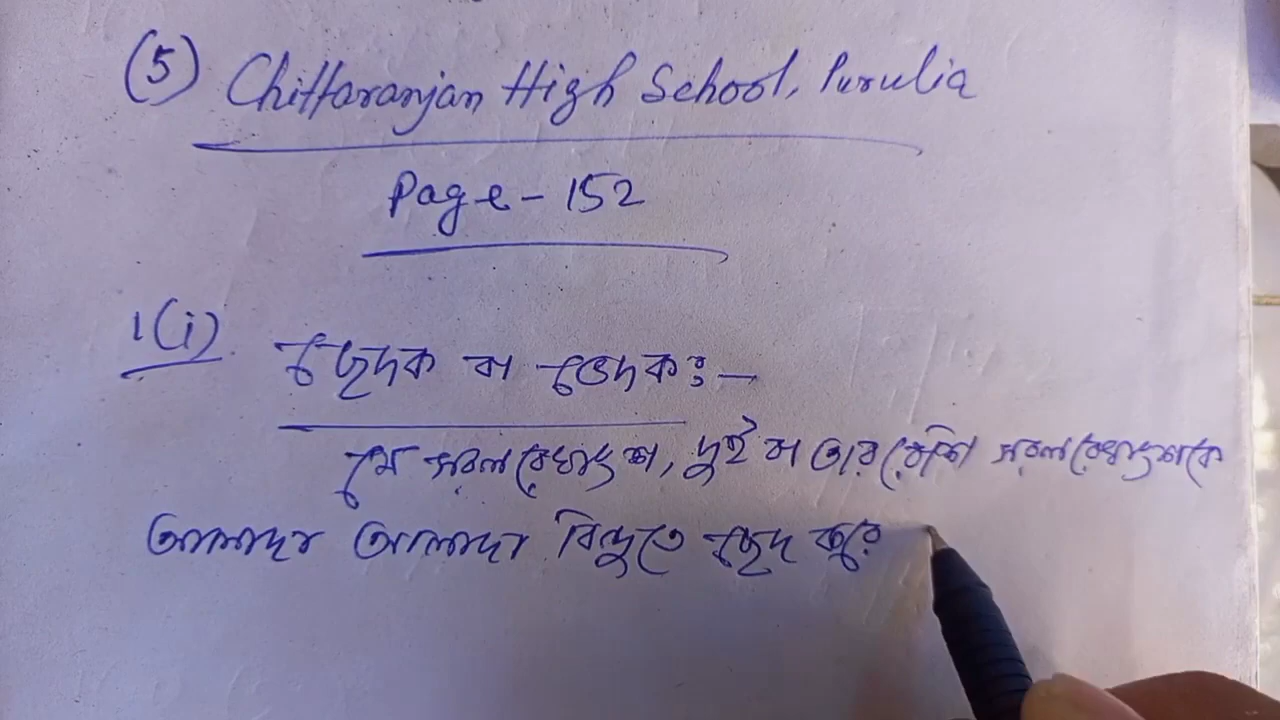 (5) Chittaranjan High School, Purulia
Page - 152
1(i) ছেদক বা ভেদকঃ-
যে সরলরেখাংশ, দুই বা তার বেশি সরলরেখাংশকে
আলাদা আলাদা বিন্দুতে ছেদ করে